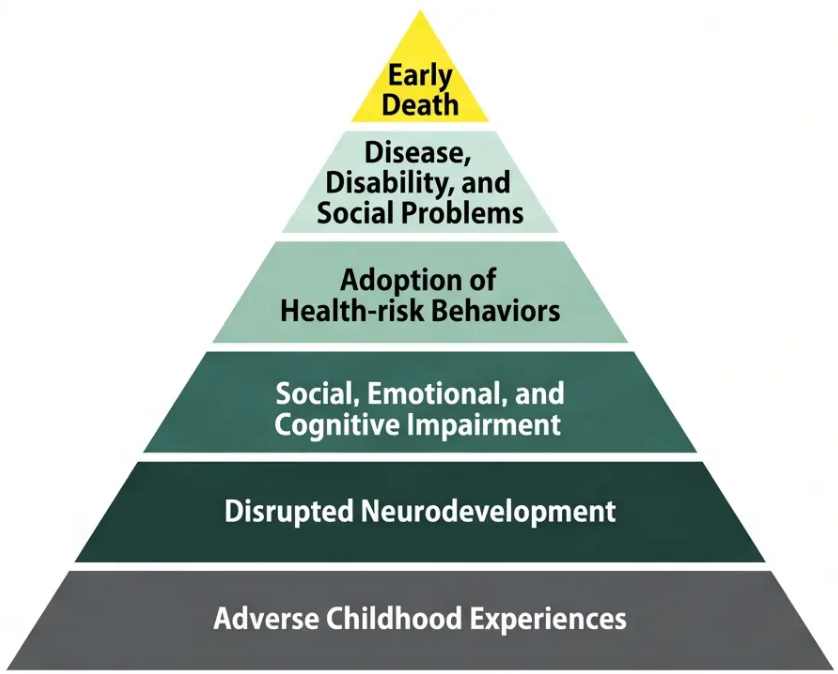 Early
Death
Disease,
Disability, and
Social Problems
Adoption of
Health-risk Behaviors
Social, Emotional, and
Cognitive Impairment
Disrupted Neurodevelopment
Adverse Childhood Experiences